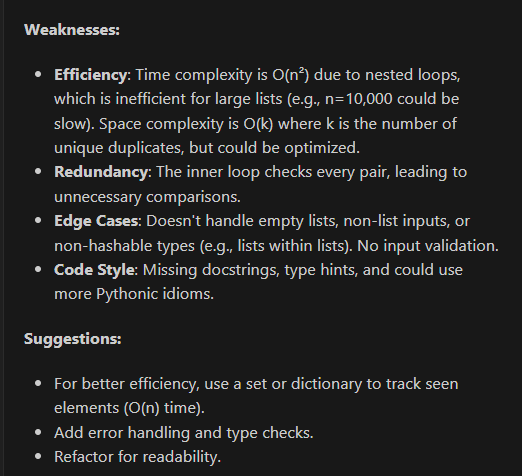 Weaknesses:
• Efficiency: Time complexity is O(n²) due to nested loops,
which is inefficient for large lists (e.g., n=10,000 could be
slow). Space complexity is O(k) where k is the number of
unique duplicates, but could be optimized.
• Redundancy: The inner loop checks every pair, leading to
unnecessary comparisons.
• Edge Cases: Doesn't handle empty lists, non-list inputs, or
non-hashable types (e.g., lists within lists). No input validation.
• Code Style: Missing docstrings, type hints, and could use
more Pythonic idioms.
Suggestions:
• For better efficiency, use a set or dictionary to track seen
elements (O(n) time).
• Add error handling and type checks.
• Refactor for readability.